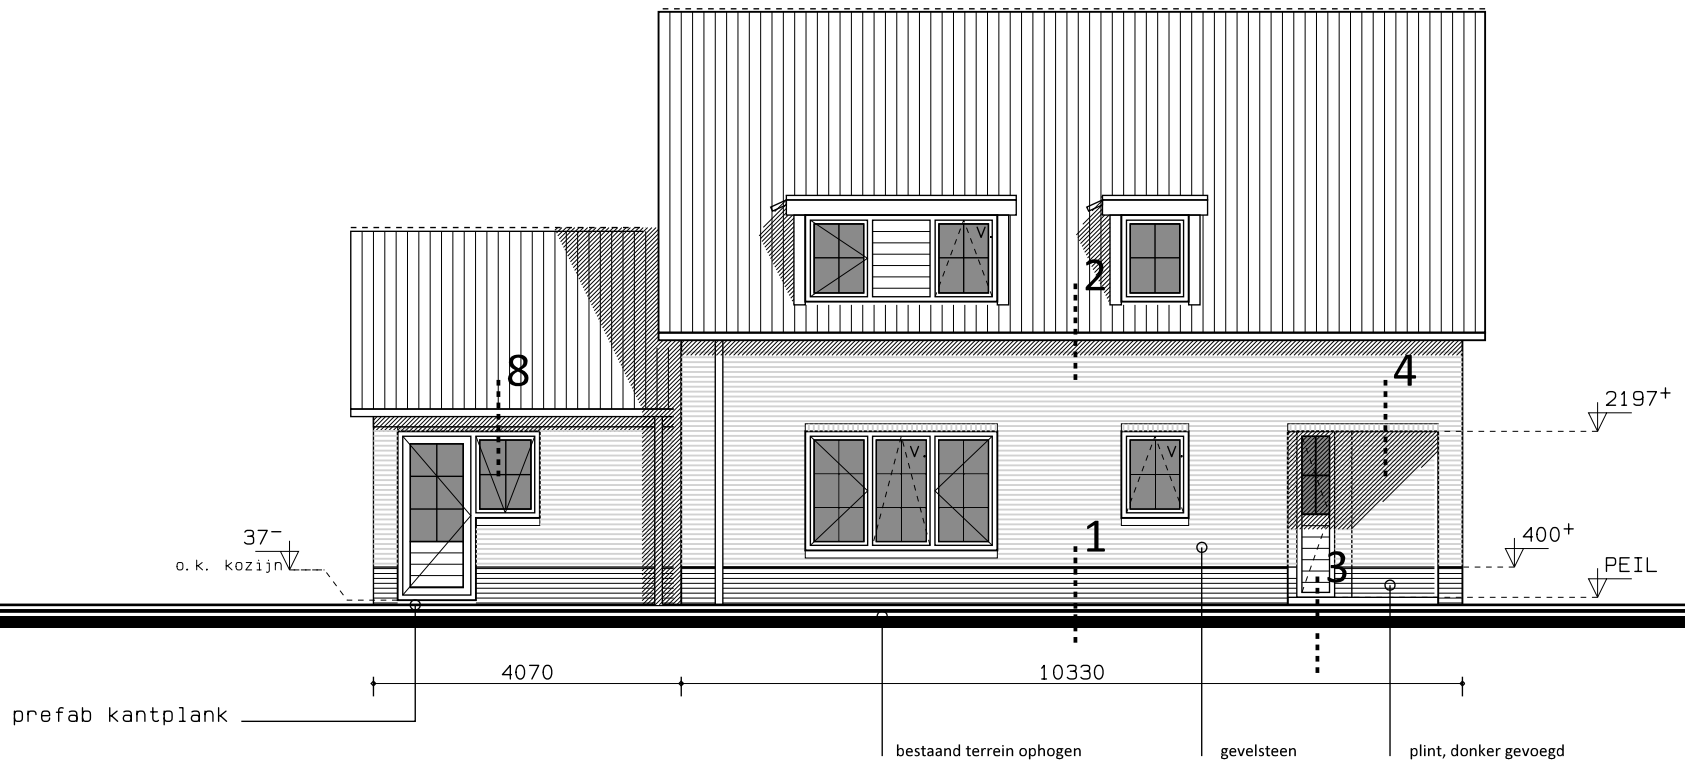 V.
2
8
4
2197+
V. V.
37-
o.k. kozijn
1
400+
3
PEIL
4070
10330
prefab kantplank
bestaand terrein ophogen
gevelsteen
plint, donker gevoegd